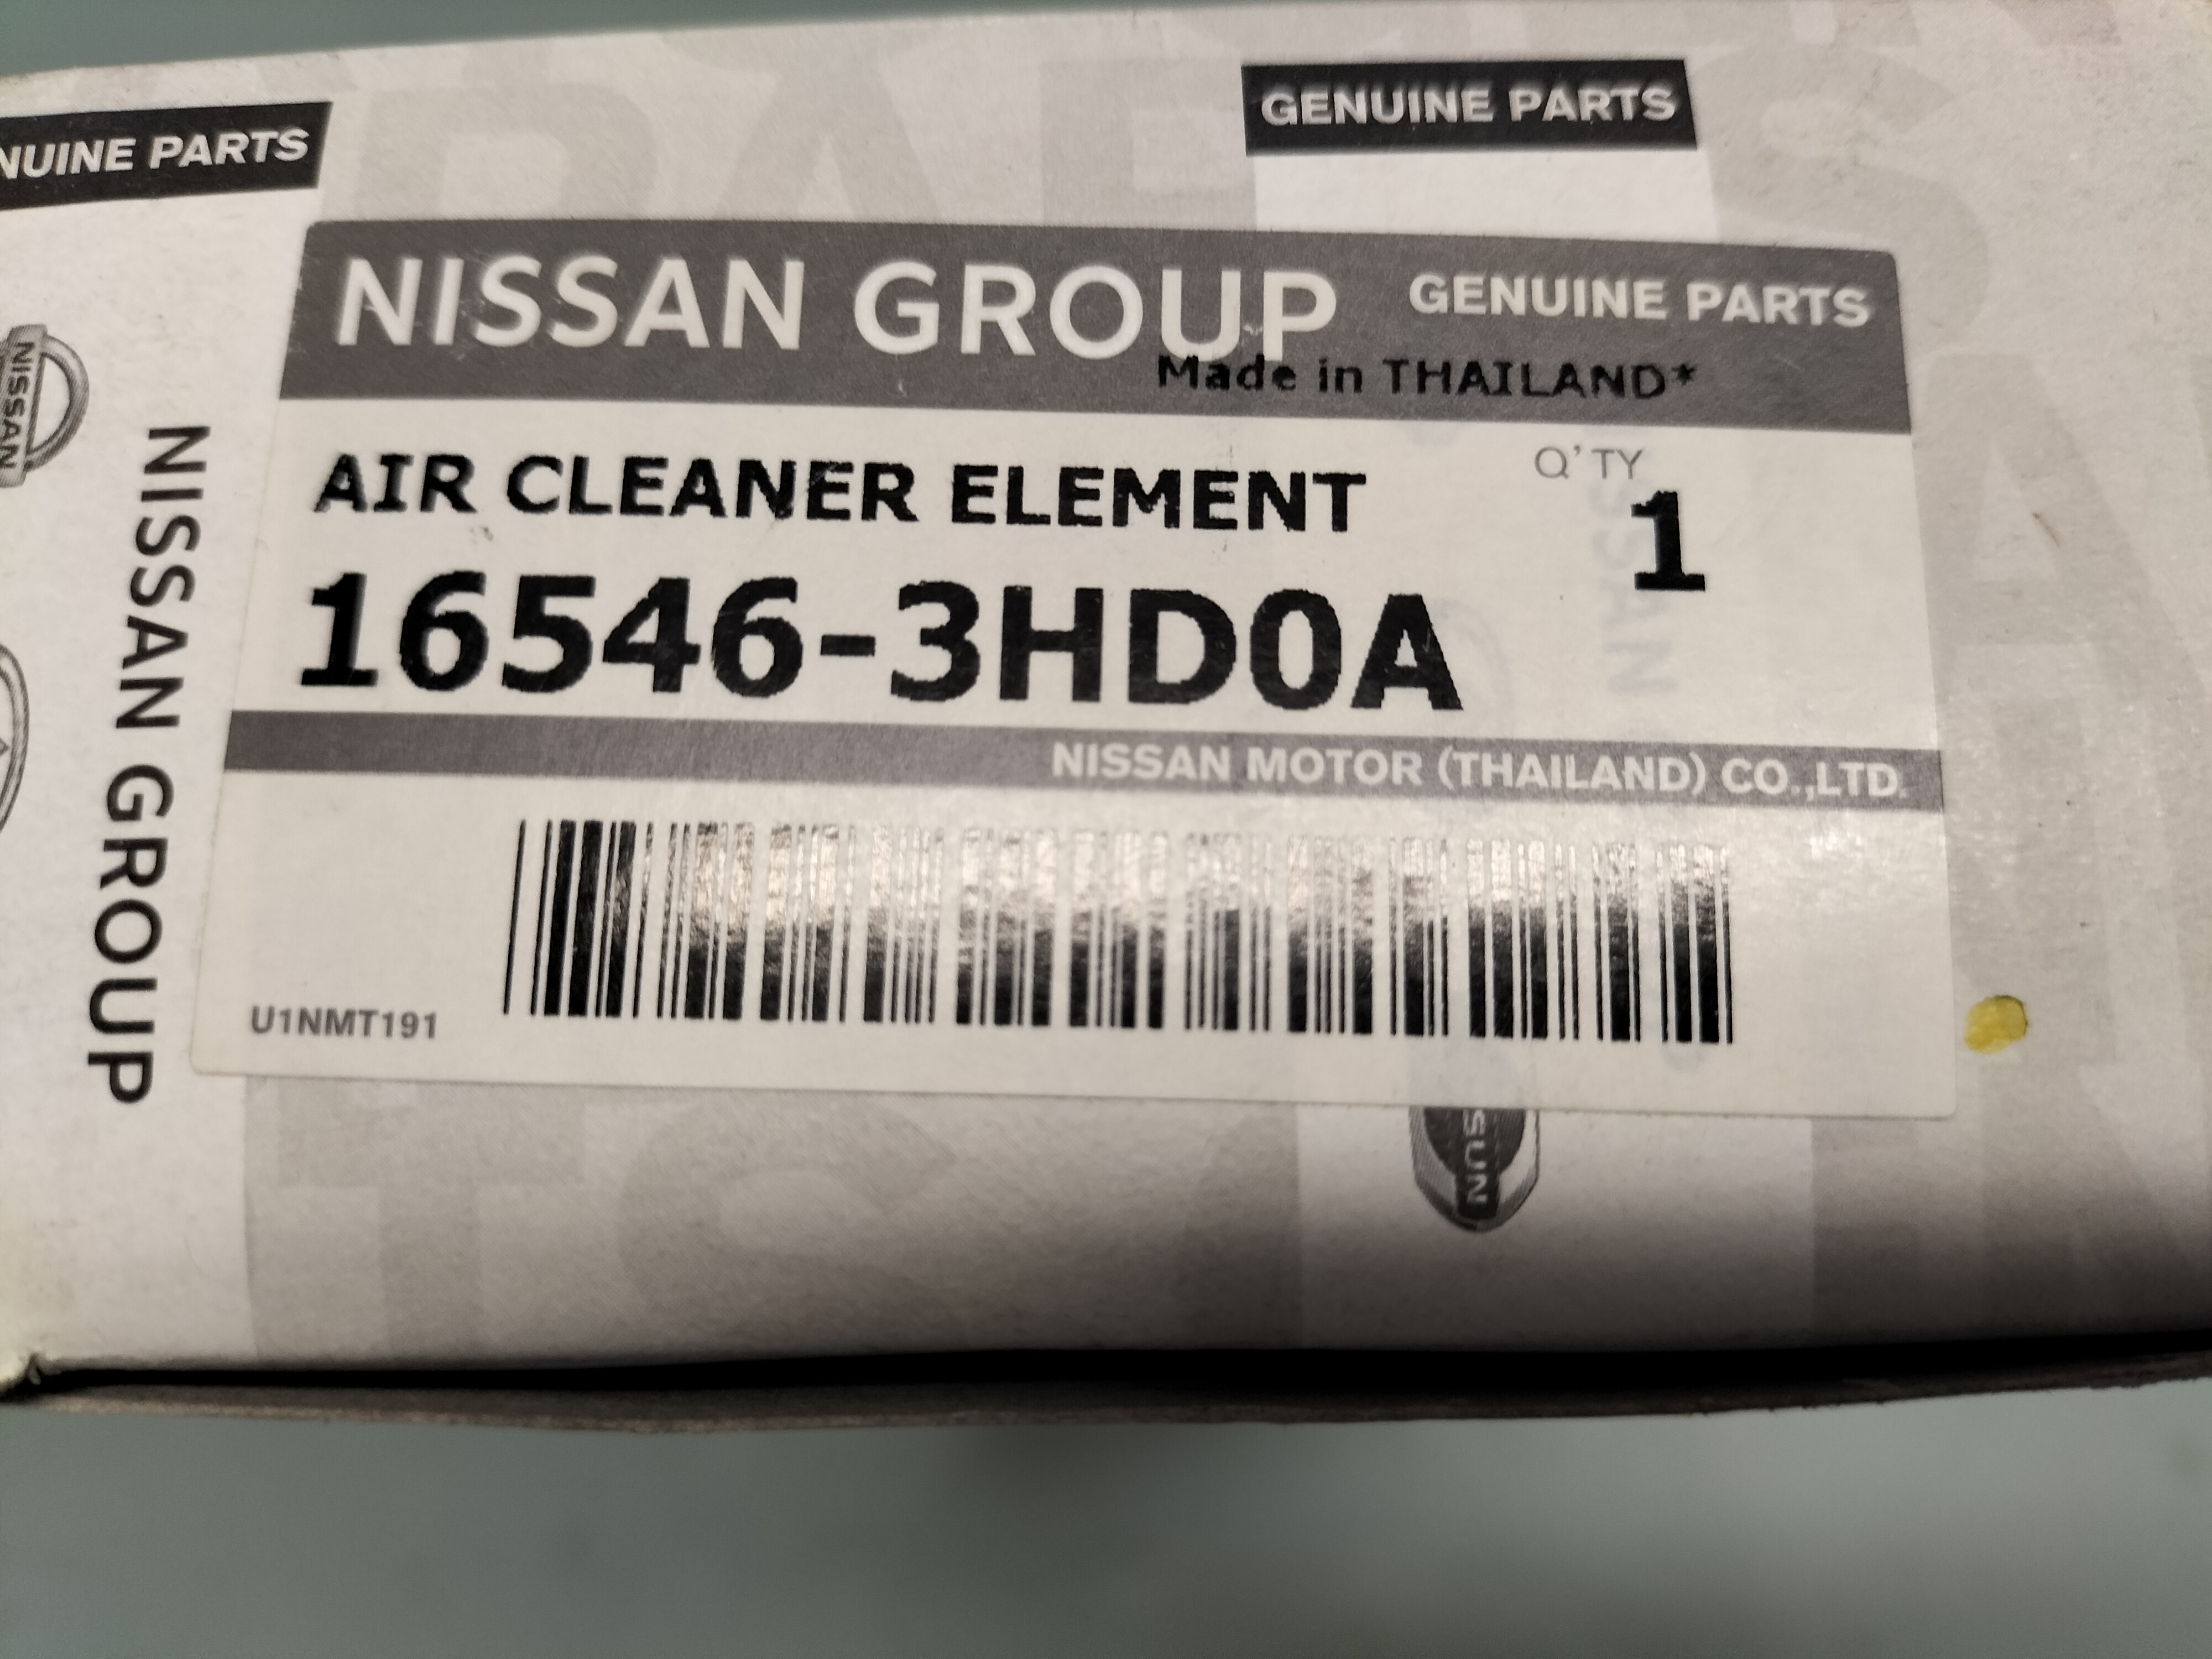 NUINE PARTS
GENUINE PARTS
NISSAN GROUP GENUINE PARTS
Made in THAILAND*
AIR CLEANER ELEMENT
Q'TY
1
16546-3HD0A
NISSAN MOTOR (THAILAND) CO.,LTD.
U1NMT191
NISSAN
NISSAN GROUP
SUN